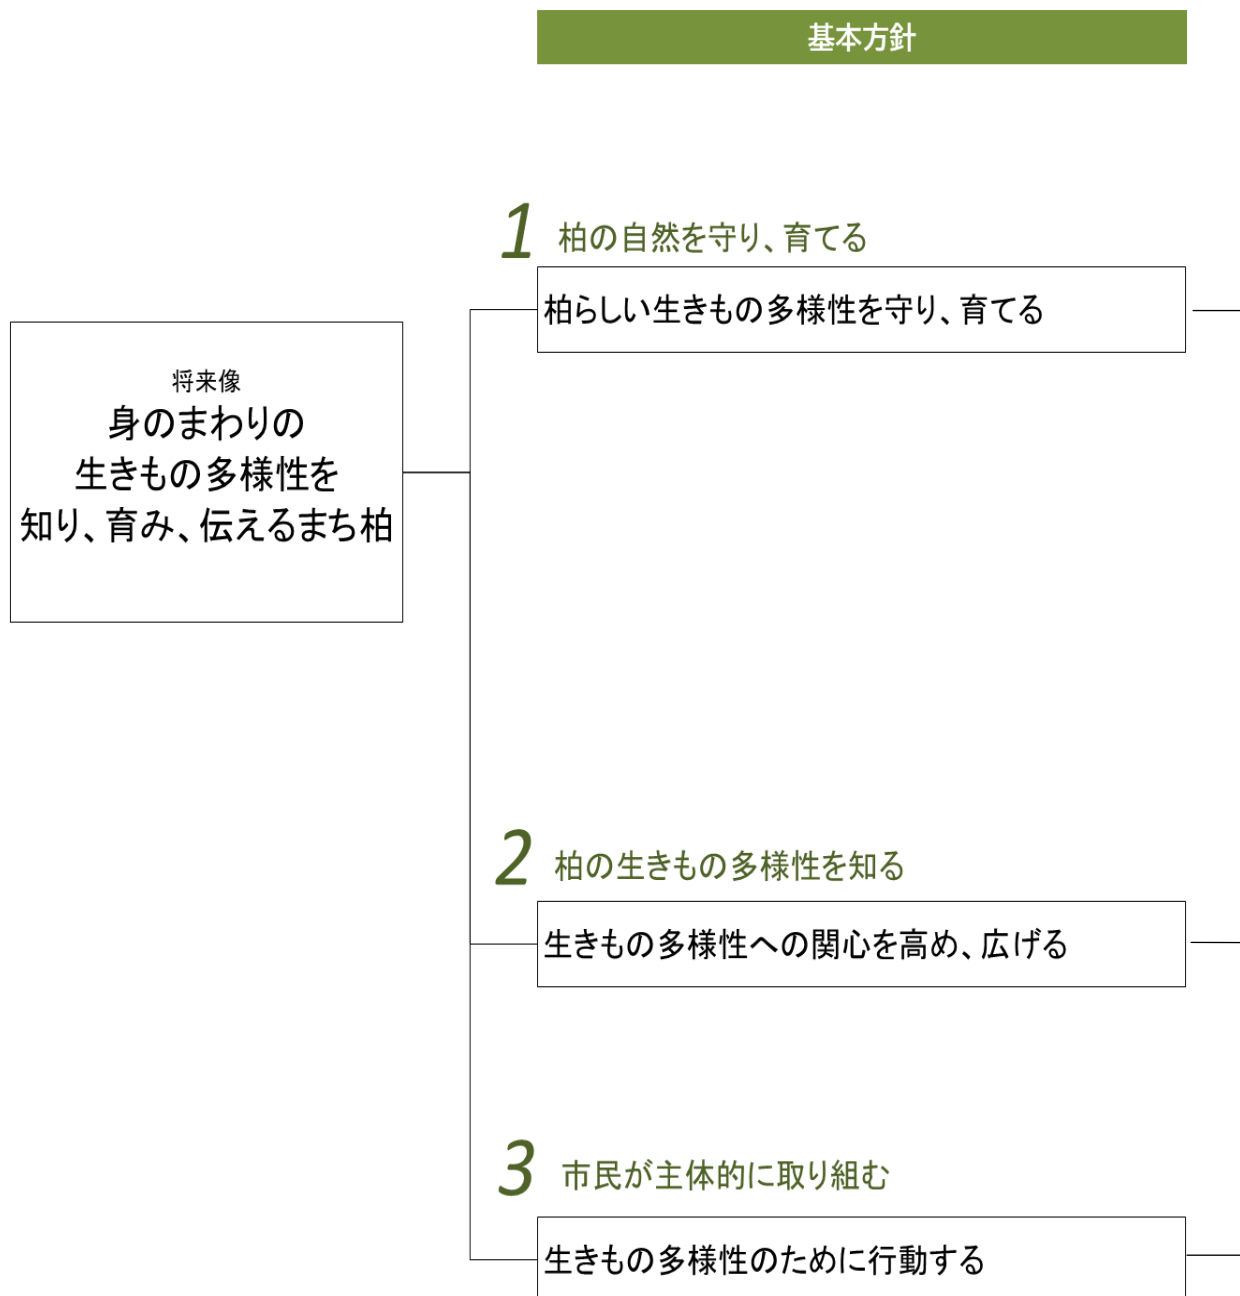 基本方針
1 柏の自然を守り、育てる
柏らしい生きもの多様性を守り、育てる
将来像
身のまわりの
生きもの多様性を
知り、育み、伝えるまち柏
2 柏の生きもの多様性を知る
生きもの多様性への関心を高め、広げる
3 市民が主体的に取り組む
生きもの多様性のために行動する